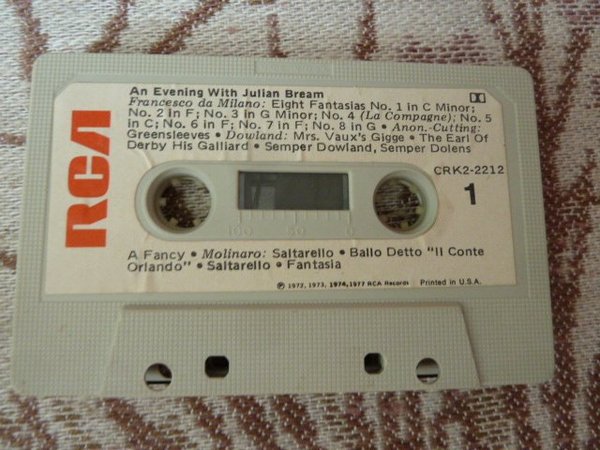 An Evening With Julian Bream
Francesco da Milano: Eight Fantasias No. 1 in C Minor;
No. 2 in F; No. 3 in G Minor; No. 4 (La Compagne); No. 5
in C; No. 6 in F; No. 7 in F; No. 8 in G • Anon.-Cutting:
Greensleeves • Dowland: Mrs. Vaux's Gigge • The Earl Of
Derby His Galliard • Semper Dowland, Semper Dolens
RCA
CRK2-2212
1
100 50 0
A Fancy • Molinaro: Saltarello • Ballo Detto "Il Conte
Orlando" • Saltarello • Fantasia
℗ 1972, 1973, 1974, 1977 RCA Records Printed in U.S.A.